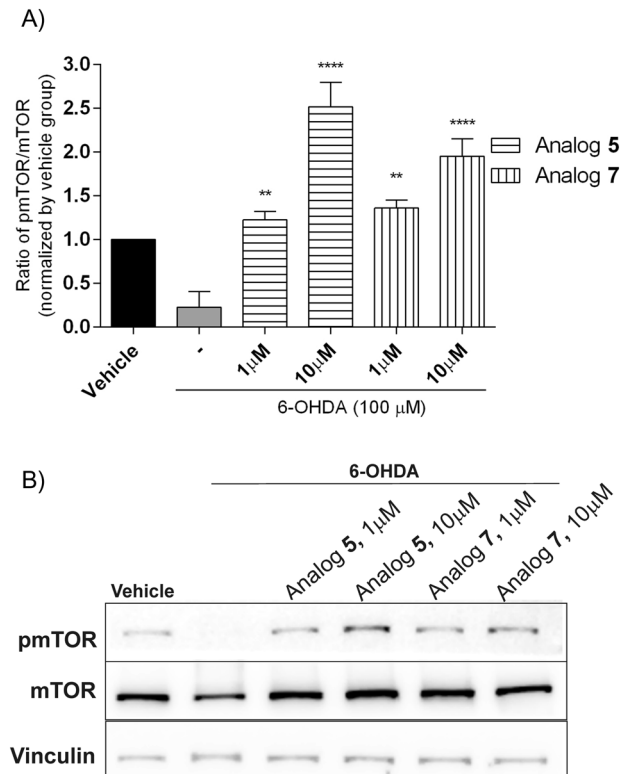 A)
Ratio of pmTOR/mTOR
(normalized by vehicle group)
3.0
2.5
2.0
1.5
1.0
0.5
0.0
**
****
**
****
Analog 5
Analog 7
Vehicle
-
1μM
10μM
1μM
10μM
6-OHDA (100 μM)
B)
6-OHDA
Vehicle
Analog 5, 1μM
Analog 5, 10μM
Analog 7, 1μM
Analog 7, 10μM
pmTOR
mTOR
Vinculin